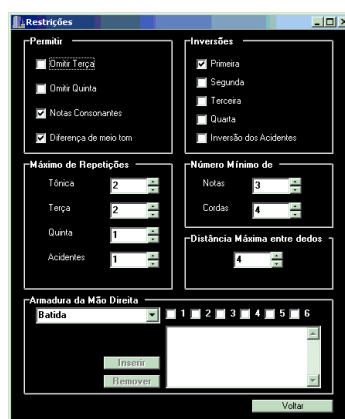 Restrições
Permitir
Omitir Terça
Omitir Quinta
Notas Consonantes
Diferença de meio tom
Inversões
Primeira
Segunda
Terceira
Quarta
Inversão dos Acidentes
Máximo de Repetições
Tônica 2
Terça 2
Quinta 1
Acidentes 1
Número Mínimo de
Notas 3
Cordas 4
Distância Máxima entre dedos
4
Armadura da Mão Direita
Batida 1 2 3 4 5 6
Inserir
Remover
Voltar